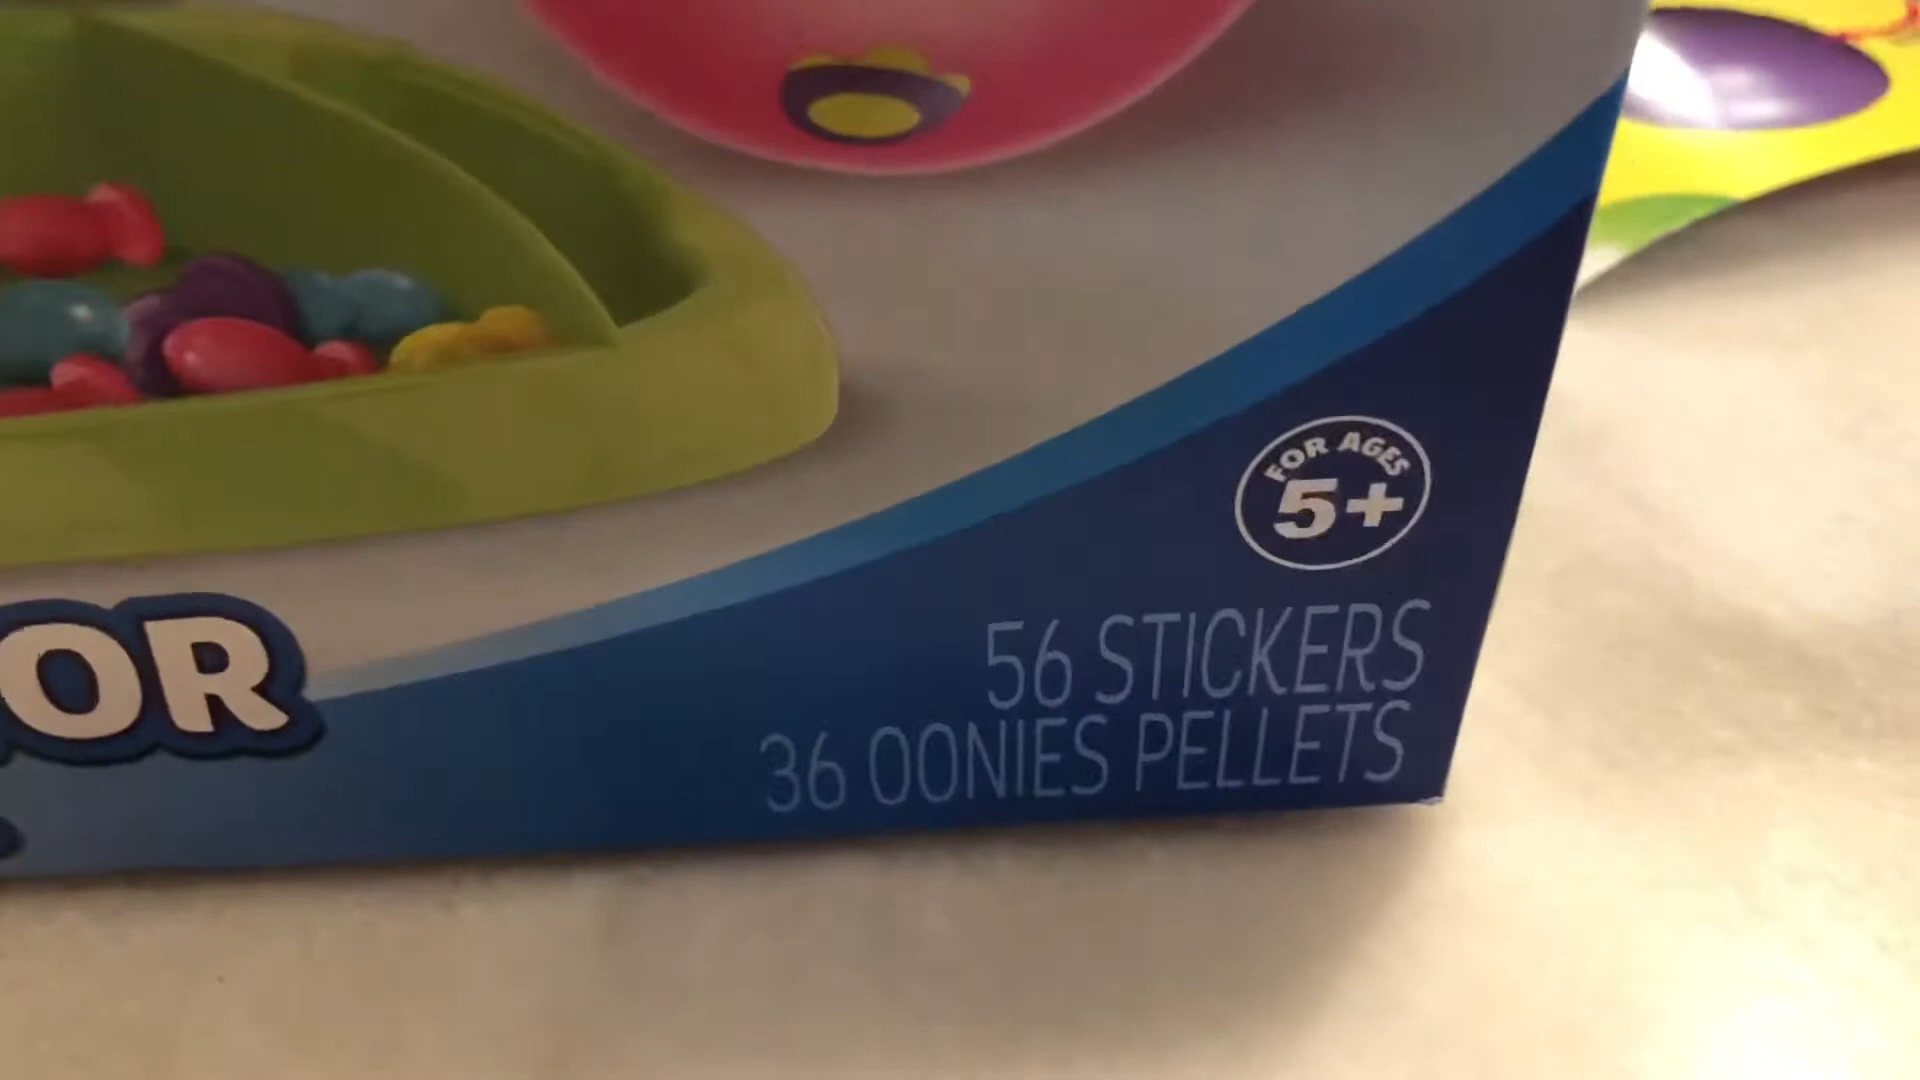 FOR AGES
5+
56 STICKERS
OR
36 OONIES PELLETS